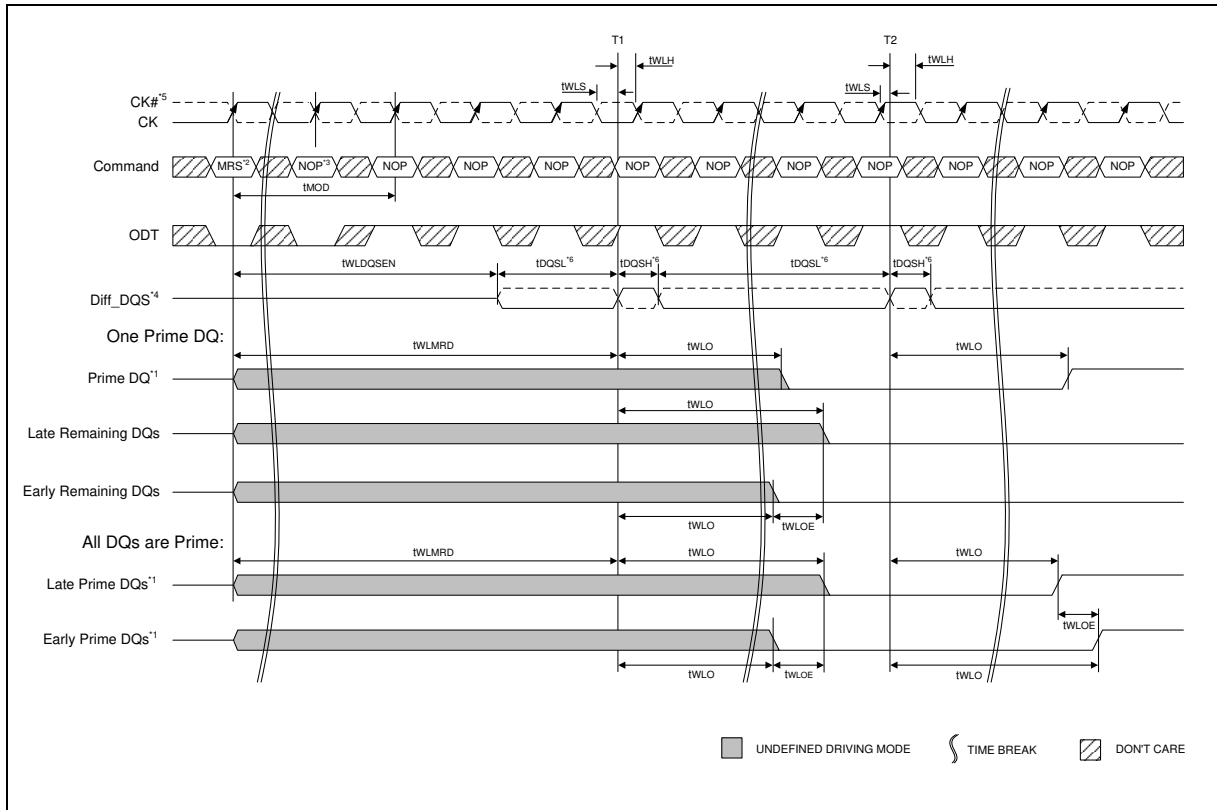 T1 T2
tWLH tWLH
tWLS tWLS
CK#*5
CK
Command MRS*2 NOP*3 NOP NOP NOP NOP NOP NOP NOP NOP NOP NOP
tMOD
ODT
tWLDQSEN tDQSL*6 tDQSH*6 tDQSL*6 tDQSH*6
Diff_DQS*4
One Prime DQ:
tWLMRD tWLO tWLO
Prime DQ*1
tWLO
Late Remaining DQs
Early Remaining DQs
tWLO tWLOE
All DQs are Prime:
tWLMRD tWLO tWLO
Late Prime DQs*1
tWLOE
Early Prime DQs*1
tWLO tWLOE tWLO
UNDEFINED DRIVING MODE TIME BREAK DON'T CARE